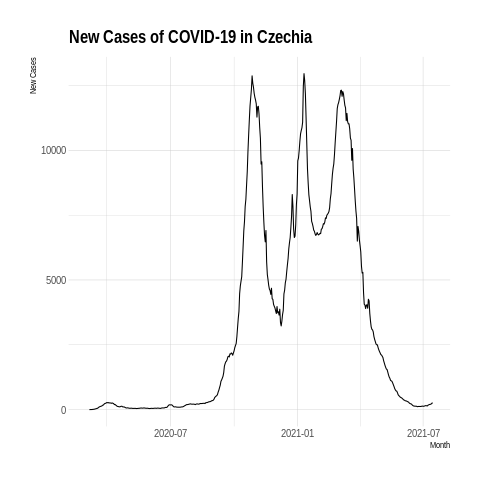 New Cases of COVID-19 in Czechia
New Cases
10000
5000
0
2020-07
2021-01
2021-07
Month